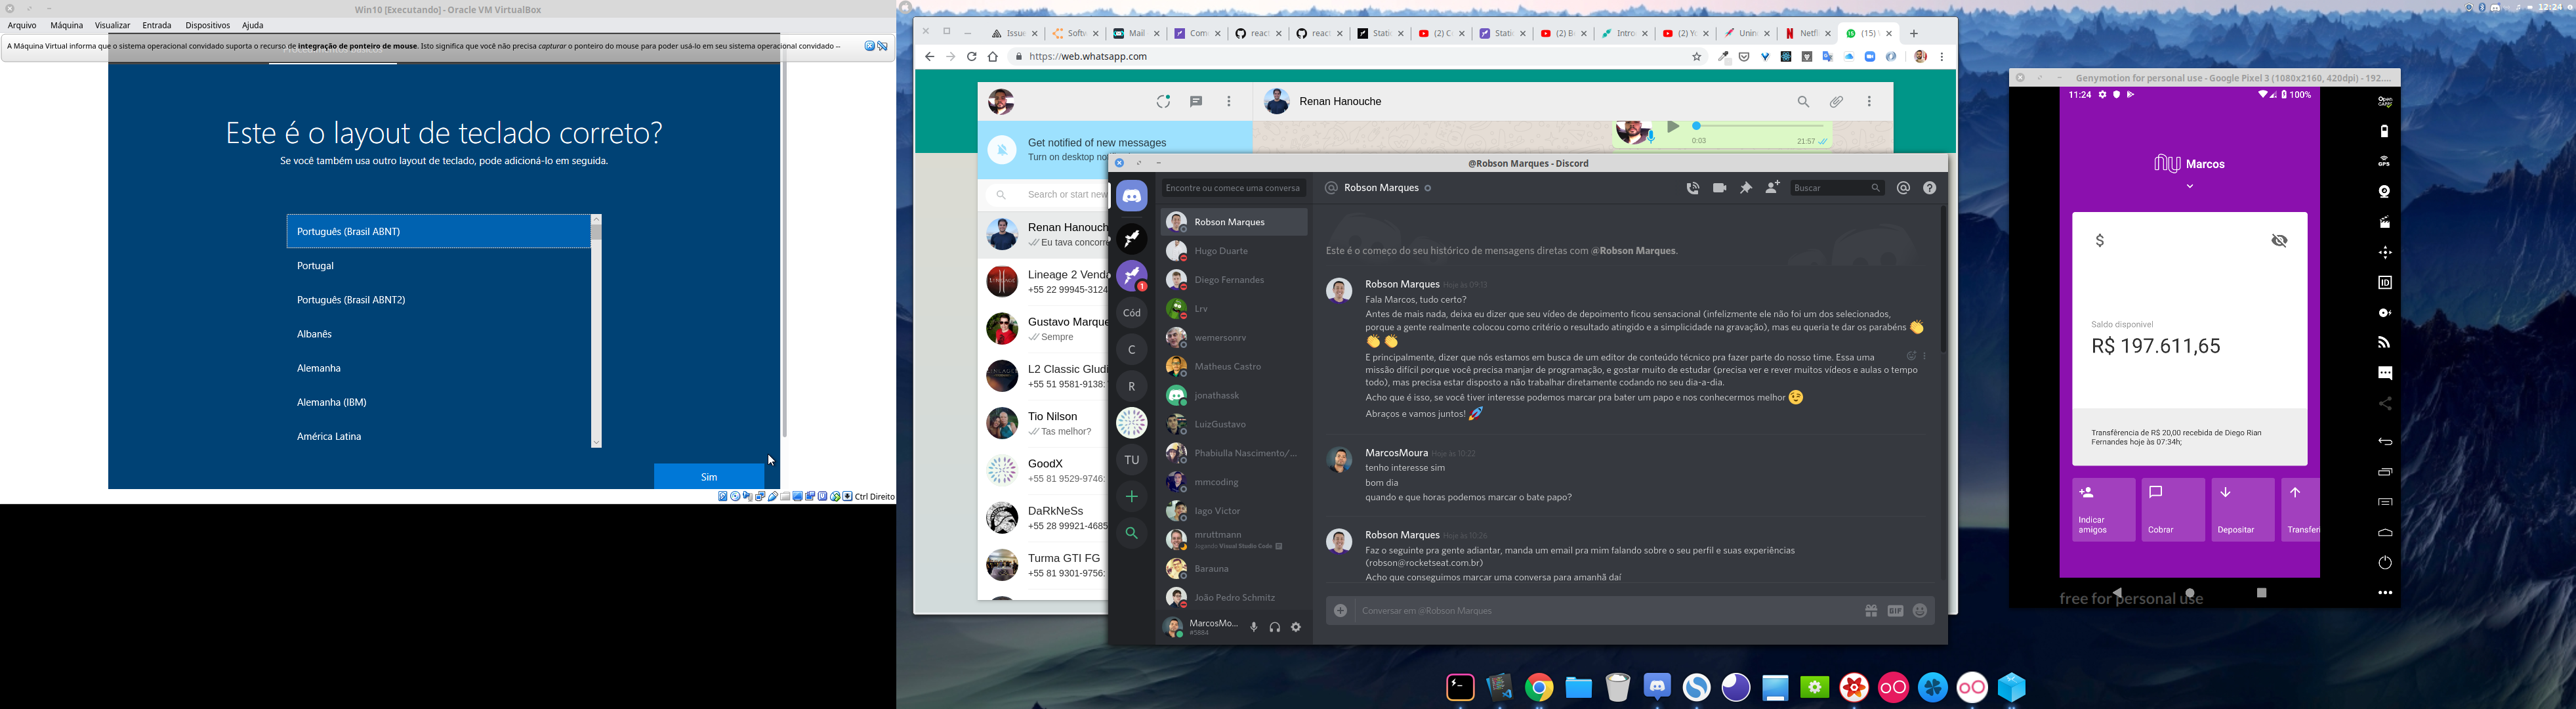 Win10 [Executando] - Oracle VM VirtualBox
Arquivo Máquina Visualizar Entrada Dispositivos Ajuda
A Máquina Virtual informa que o sistema operacional convidado suporta o recurso de integração de ponteiro de mouse. Isto significa que você não precisa capturar o ponteiro do mouse para poder usá-lo em seu sistema operacional convidado --
Este é o layout de teclado correto?
Se você também usa outro layout de teclado, pode adicioná-lo em seguida.
Português (Brasil ABNT)
Portugal
Português (Brasil ABNT2)
Albanês
Alemanha
Alemanha (IBM)
América Latina
Sim
Ctrl Direito
12:24
Issue
Softw
Mail
Com
react
react
Stati
(2) C
Stati
(2) B
Intro
(2) Yo
Unin
Netfl
(15)
https://web.whatsapp.com
Renan Hanouche
Get notified of new messages
Turn on desktop no
0:03
21:57
Search or start new
Renan Hanouch
Eu tava concorre
Lineage 2 Vend
+55 22 99945-3124
Gustavo Marque
Sempre
L2 Classic Gludi
+55 51 9581-9138:
Tio Nilson
Tas melhor?
GoodX
+55 81 9529-9746:
DaRkNeSs
+55 28 99921-4685
Turma GTI FG
+55 81 9301-9756:
@Robson Marques - Discord
Encontre ou comece uma conversa
Robson Marques
Buscar
1
Cód
C
R
TU
Robson Marques
Hugo Duarte
Diego Fernandes
Lrv
wemersonrv
Matheus Castro
jonathassk
LuizGustavo
Phabiulla Nascimento/...
mmcoding
Iago Victor
mruttmann
Jogando Visual Studio Code
Barauna
João Pedro Schmitz
MarcosMo...
#5884
Este é o começo do seu histórico de mensagens diretas com @Robson Marques.
Robson Marques Hoje às 09:13
Fala Marcos, tudo certo?
Antes de mais nada, deixa eu dizer que seu vídeo de depoimento ficou sensacional (infelizmente ele não foi um dos selecionados,
porque a gente realmente colocou como critério o resultado atingido e a simplicidade na gravação), mas eu queria te dar os parabéns 👏
👏 👏
E principalmente, dizer que nós estamos em busca de um editor de conteúdo técnico pra fazer parte do nosso time. Essa uma
missão difícil porque você precisa manjar de programação, e gostar muito de estudar (precisa ver e rever muitos vídeos e aulas o tempo
todo), mas precisa estar disposto a não trabalhar diretamente codando no seu dia-a-dia.
Acho que é isso, se você tiver interesse podemos marcar pra bater um papo e nos conhecermos melhor 😉
Abraços e vamos juntos! 🚀
MarcosMoura Hoje às 10:22
tenho interesse sim
bom dia
quando e que horas podemos marcar o bate papo?
Robson Marques Hoje às 10:26
Faz o seguinte pra gente adiantar, manda um email pra mim falando sobre o seu perfil e suas experiências
(robson@rocketseat.com.br)
Acho que conseguimos marcar uma conversa para amanhã daí
Conversar em @Robson Marques
GIF
Genymotion for personal use - Google Pixel 3 (1080x2160, 420dpi) - 192....
11:24
100%
nu Marcos
$
Saldo disponível
R$ 197.611,65
Transfêrencia de R$ 20,00 recebida de Diego Rian
Fernandes hoje às 07:34h;
Indicar
amigos
Cobrar
Depositar
Transferi
free for personal use
GPS
ID